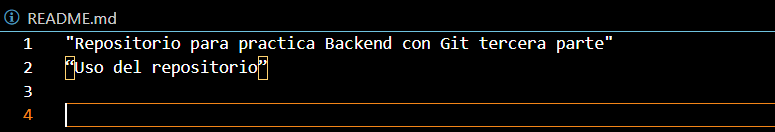 README.md
1 "Repositorio para practica Backend con Git tercera parte"
2 “Uso del repositorio”
3
4